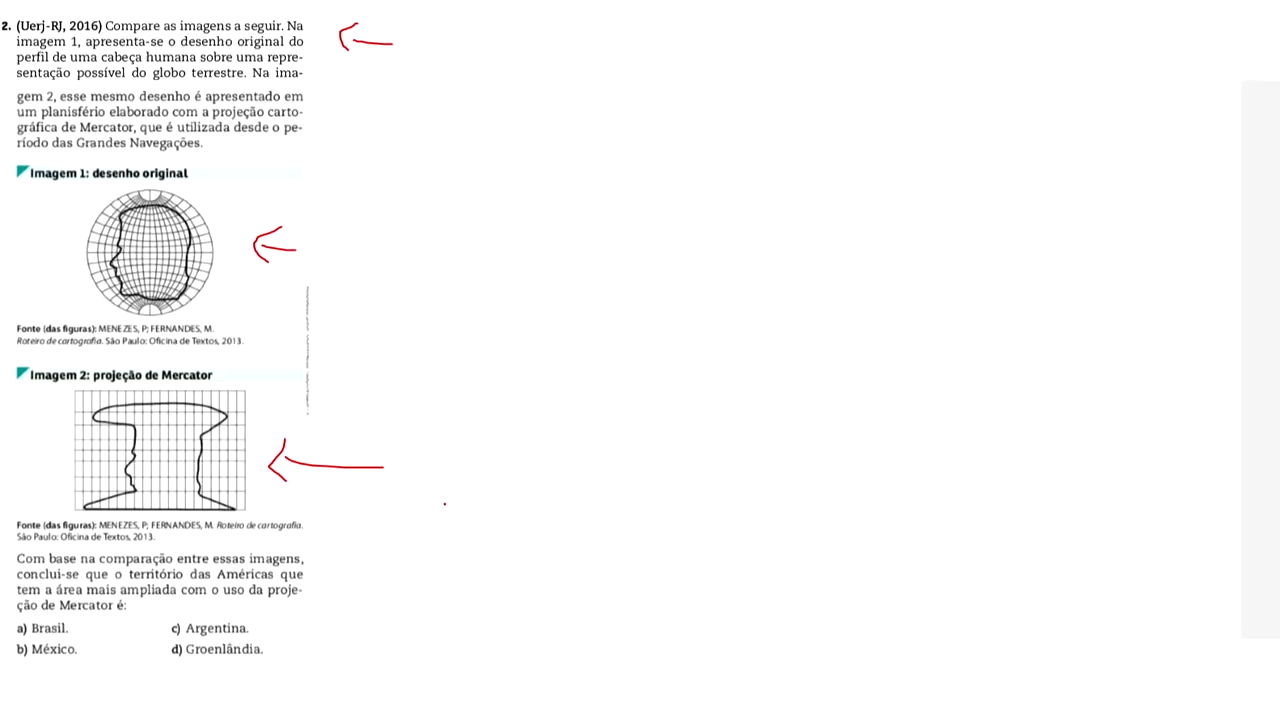 2. (Uerj-RJ, 2016) Compare as imagens a seguir. Na
imagem 1, apresenta-se o desenho original do
perfil de uma cabeça humana sobre uma repre-
sentação possível do globo terrestre. Na ima-
gem 2, esse mesmo desenho é apresentado em
um planisfério elaborado com a projeção carto-
gráfica de Mercator, que é utilizada desde o pe-
ríodo das Grandes Navegações.
Imagem 1: desenho original
Fonte (das figuras): MENEZES, P; FERNANDES, M.
Roteiro de cartografia. São Paulo: Oficina de Textos, 2013.
Imagem 2: projeção de Mercator
Fonte (das figuras): MENEZES, P; FERNANDES, M. Roteiro de cartografia.
São Paulo: Oficina de Textos, 2013.
Com base na comparação entre essas imagens,
conclui-se que o território das Américas que
tem a área mais ampliada com o uso da proje-
ção de Mercator é:
a) Brasil.
b) México.
c) Argentina.
d) Groenlândia.